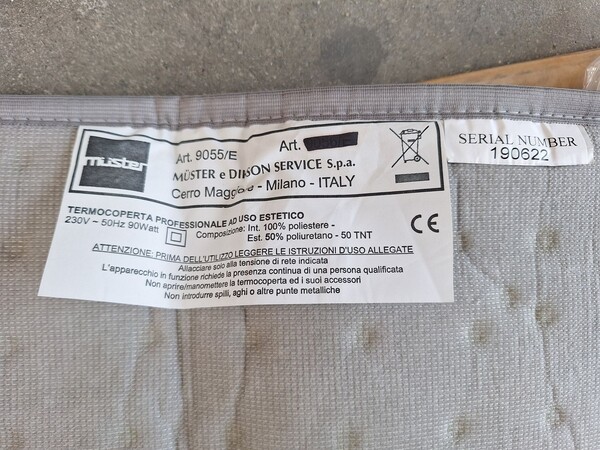 müster
Art. 9055/E
Art.
MÜSTER e DIKSON SERVICE S.p.a.
Cerro Maggiore - Milano - ITALY
SERIAL NUMBER
190622
TERMOCOPERTA PROFESSIONALE AD USO ESTETICO
230V ~ 50Hz 90Watt
Composizione: Int. 100% poliestere -
Est. 50% poliuretano - 50 TNT
CE
ATTENZIONE: PRIMA DELL'UTILIZZO LEGGERE LE ISTRUZIONI D'USO ALLEGATE
Allacciare solo alla tensione di rete indicata
L'apparecchio in funzione richiede la presenza continua di una persona qualificata
Non aprire/manomettere la termocoperta ed i suoi accessori
Non introdurre spilli, aghi o altre punte metalliche